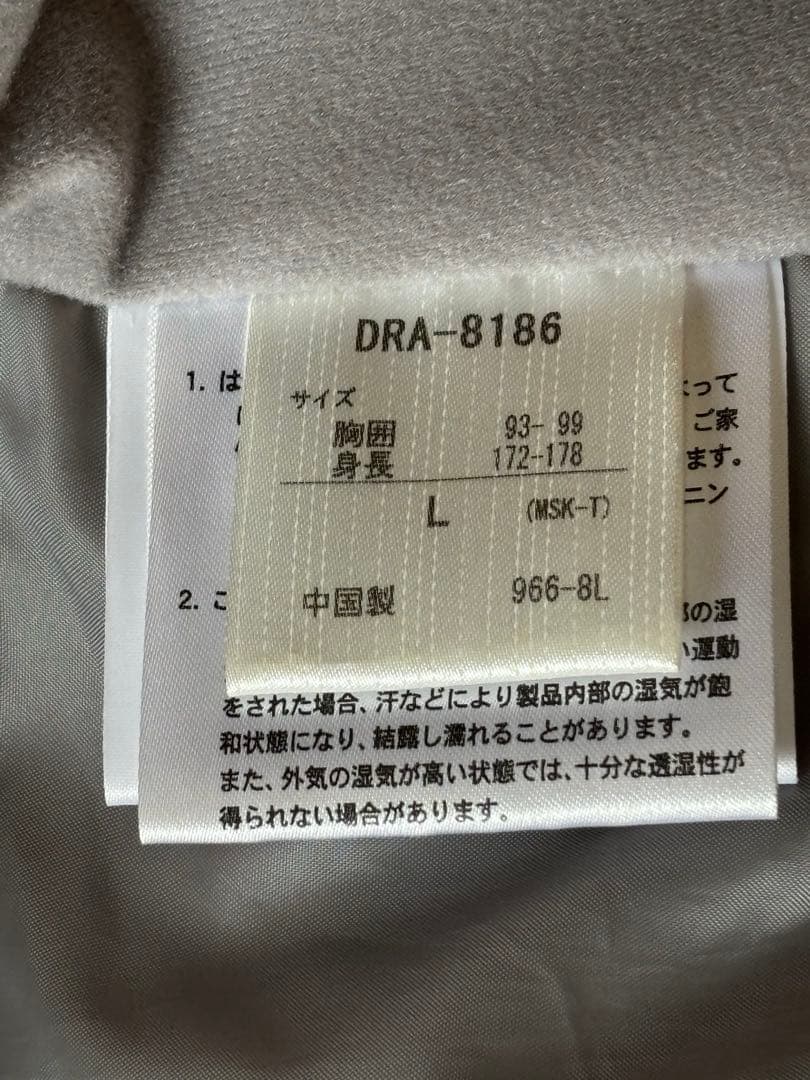 DRA-8186
サイズ
胸囲 93- 99
身長 172-178
L (MSK-T)
中国製 966-8L
1. は
よって
ご家
ます。
ニン
2. こ
部の湿
い運動
をされた場合、汗などにより製品内部の湿気が飽
和状態になり、結露し濡れることがあります。
また、外気の湿気が高い状態では、十分な透湿性が
得られない場合があります。